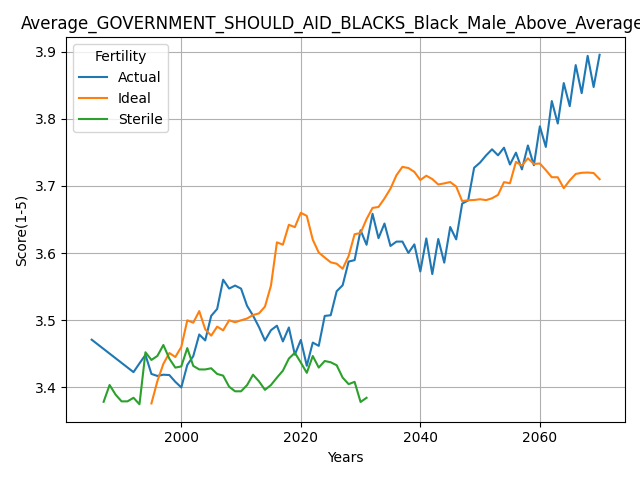 Average_GOVERNMENT_SHOULD_AID_BLACKS_Black_Male_Above_Average
Fertility
Actual
Ideal
Sterile
Score(1-5)
3.9
3.8
3.7
3.6
3.5
3.4
2000 2020 2040 2060
Years